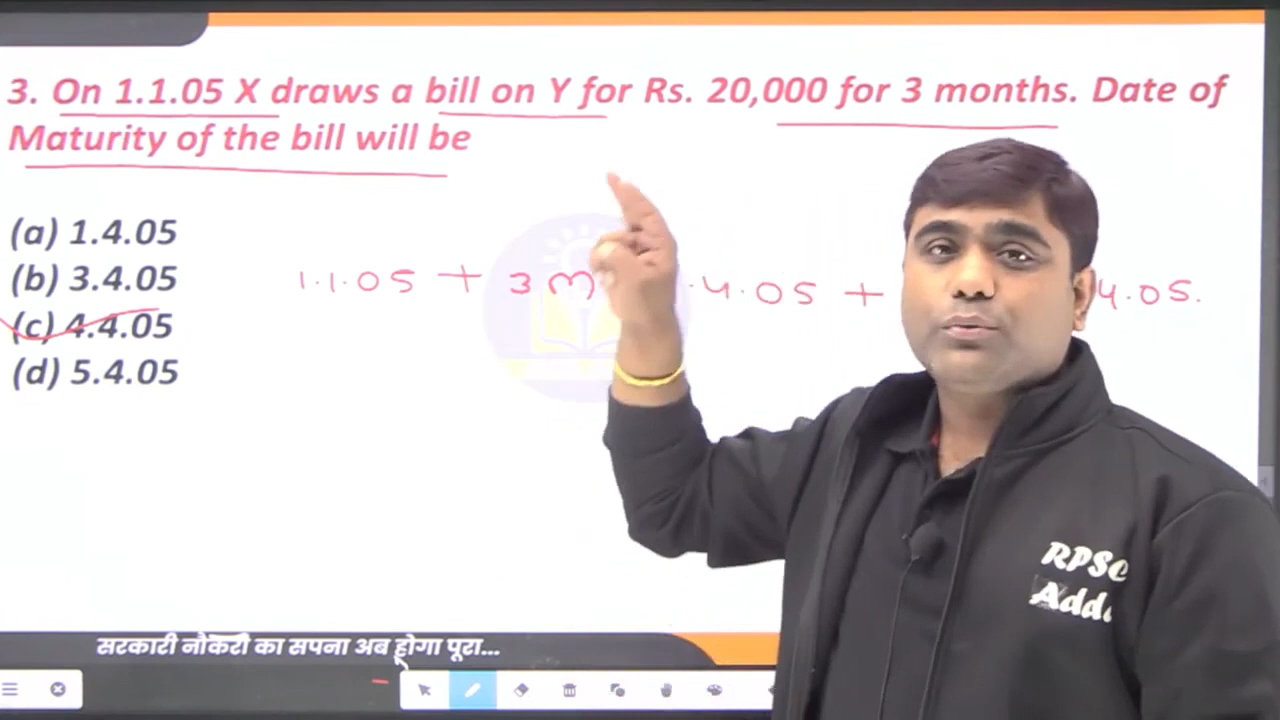 3. On 1.1.05 X draws a bill on Y for Rs. 20,000 for 3 months. Date of
Maturity of the bill will be
(a) 1.4.05
(b) 3.4.05
(c) 4.4.05
(d) 5.4.05
1.1.05 + 3 m .4.05 + 4.05.
RPSC
Adda
सरकारी नौकरी का सपना अब होगा पूरा...